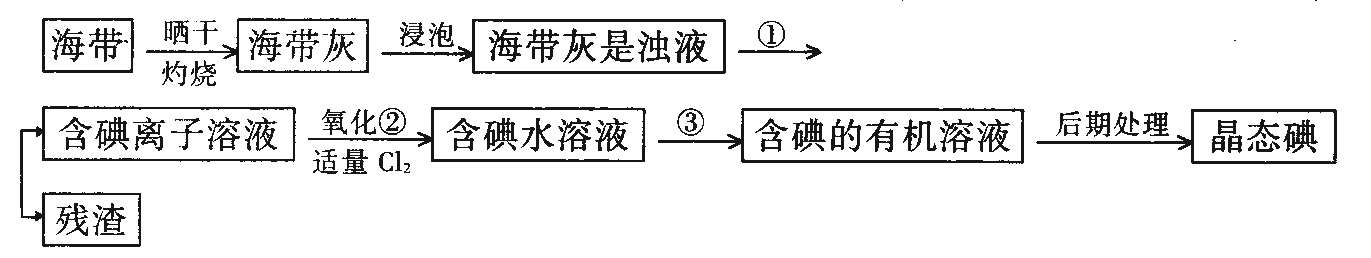 海带 晒干 灼烧 海带灰 浸泡 海带灰是浊液 ①
含碘离子溶液 氧化② 适量 Cl₂ 含碘水溶液 ③ 含碘的有机溶液 后期处理 晶态碘
残渣